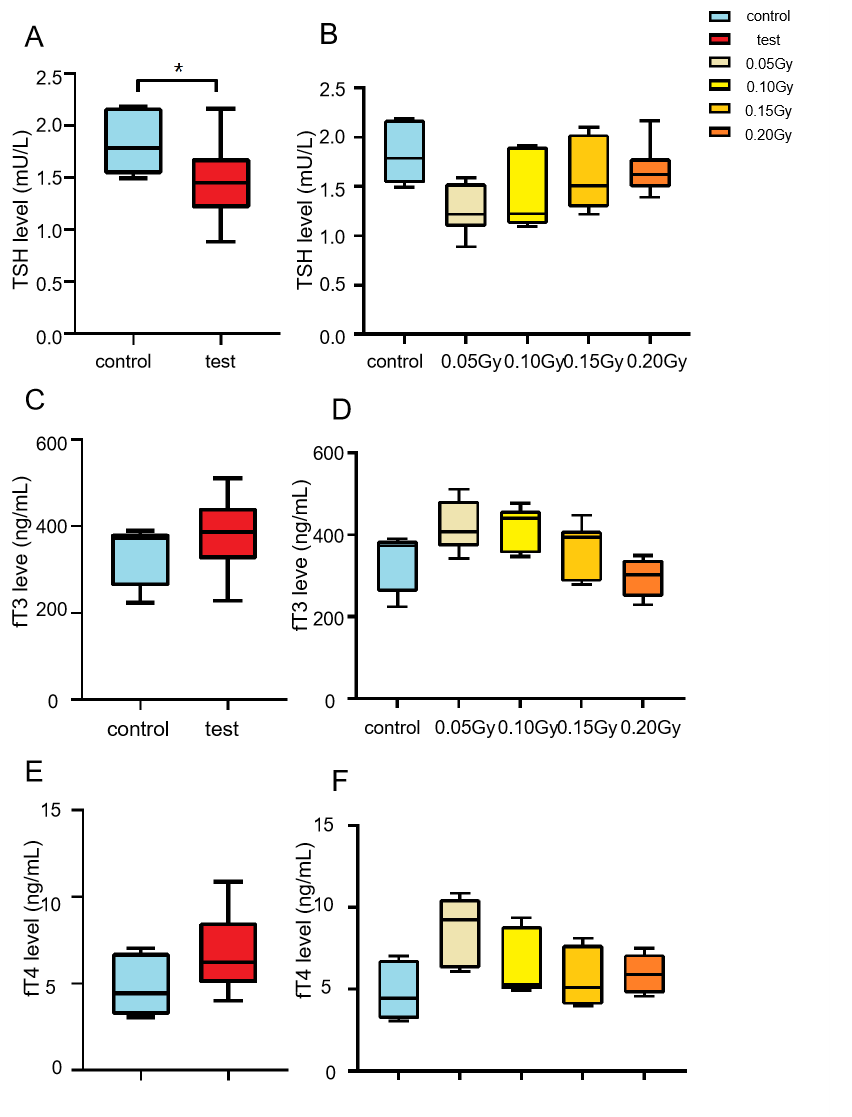 A
B
control
test
0.05Gy
0.10Gy
0.15Gy
0.20Gy
*
TSH level (mU/L)
2.5
2.0
1.5
1.0
0.5
0.0
control test
TSH level (mU/L)
2.5
2.0
1.5
1.0
0.5
0.0
control 0.05Gy 0.10Gy 0.15Gy 0.20Gy
C
D
fT3 leve (ng/mL)
600
400
200
0
control test
fT3 leve (ng/mL)
600
400
200
0
control 0.05Gy 0.10Gy 0.15Gy 0.20Gy
E
F
fT4 level (ng/mL)
15
10
5
0
fT4 level (ng/mL)
15
10
5
0